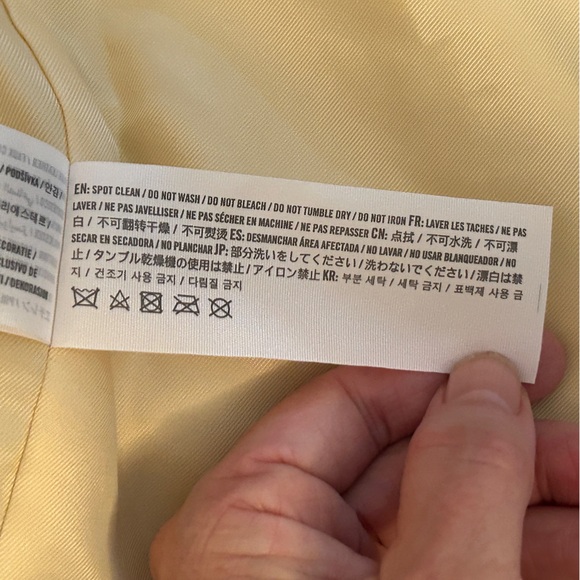 EN: SPOT CLEAN / DO NOT WASH / DO NOT BLEACH / DO NOT TUMBLE DRY / DO NOT IRON FR: LAVER LES TACHES / NE PAS
LAVER / NE PAS JAVELLISER / NE PAS SÉCHER EN MACHINE / NE PAS REPASSER CN: 点拭 / 不可水洗 / 不可漂
白 / 不可翻转干燥 / 不可熨烫 ES: DESMANCHAR ÁREA AFECTADA / NO LAVAR / NO USAR BLANQUEADOR / NO
SECAR EN SECADORA / NO PLANCHAR JP: 部分洗いをしてください / 洗わないでください / 漂白は禁
止 / タンブル乾燥機の使用は禁止 / アイロン禁止 KR: 부분 세탁 / 세탁 금지 / 표백제 사용 금
지 / 건조기 사용 금지 / 다림질 금지
/ PODŠÍVKA / 안감 /